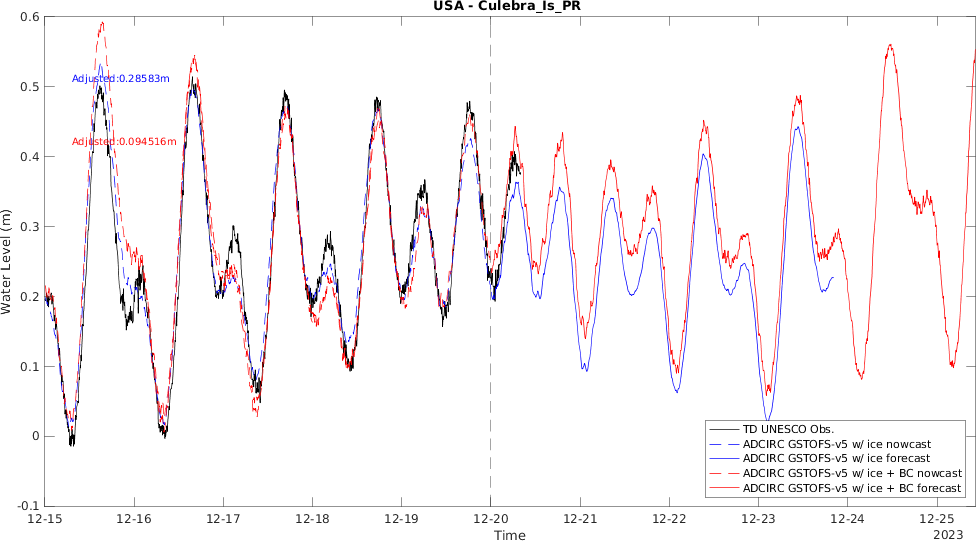 USA - Culebra_Is_PR
0.6
0.5
0.4
0.3
0.2
0.1
0
-0.1
Water Level (m)
Adjusted:0.28583m
Adjusted:0.094516m
TD UNESCO Obs.
ADCIRC GSTOFS-v5 w/ ice nowcast
ADCIRC GSTOFS-v5 w/ ice forecast
ADCIRC GSTOFS-v5 w/ ice + BC nowcast
ADCIRC GSTOFS-v5 w/ ice + BC forecast
12-15 12-16 12-17 12-18 12-19 12-20 12-21 12-22 12-23 12-24 12-25
Time
2023